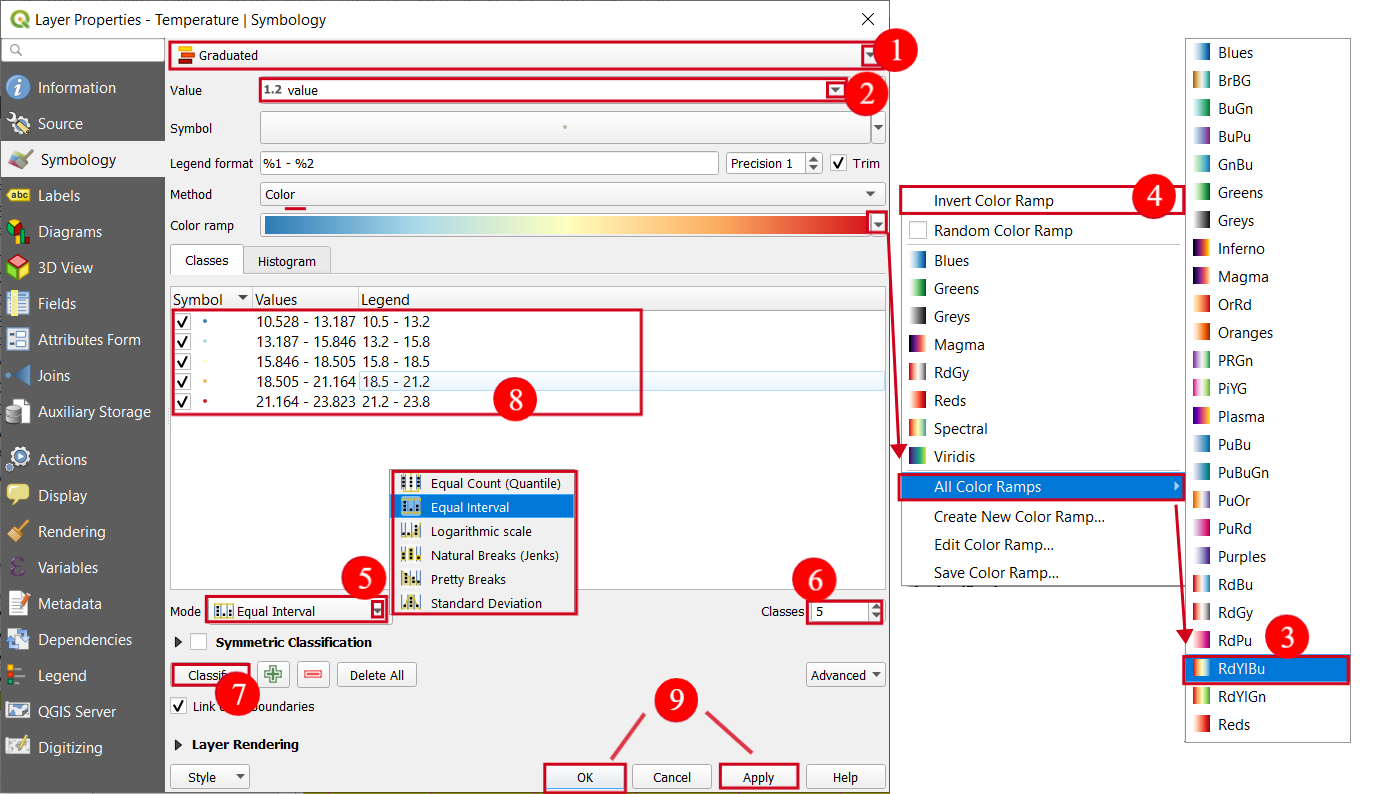 Layer Properties - Temperature | Symbology
Information
Source
Symbology
Labels
Diagrams
3D View
Fields
Attributes Form
Joins
Auxiliary Storage
Actions
Display
Rendering
Variables
Metadata
Dependencies
Legend
QGIS Server
Digitizing
Graduated
1
Value 1.2 value
2
Symbol
Legend format %1 - %2 Precision 1 Trim
Method Color
Color ramp
Classes Histogram
Symbol Values Legend
10.528 - 13.187 10.5 - 13.2
13.187 - 15.846 13.2 - 15.8
15.846 - 18.505 15.8 - 18.5
18.505 - 21.164 18.5 - 21.2
21.164 - 23.823 21.2 - 23.8
8
Equal Count (Quantile)
Equal Interval
Logarithmic scale
Natural Breaks (Jenks)
Pretty Breaks
Standard Deviation
5
6
Mode Equal Interval Classes 5
Symmetric Classification
Classif
7
Delete All Advanced
Link boundaries
9
Layer Rendering
Style OK Cancel Apply Help
Invert Color Ramp
4
Random Color Ramp
Blues
Greens
Greys
Magma
RdGy
Reds
Spectral
Viridis
All Color Ramps
Create New Color Ramp...
Edit Color Ramp...
Save Color Ramp...
Blues
BrBG
BuGn
BuPu
GnBu
Greens
Greys
Inferno
Magma
OrRd
Oranges
PRGn
PiYG
Plasma
PuBu
PuBuGn
PuOr
PuRd
Purples
RdBu
RdGy
RdPu
3
RdYlBu
RdYlGn
Reds